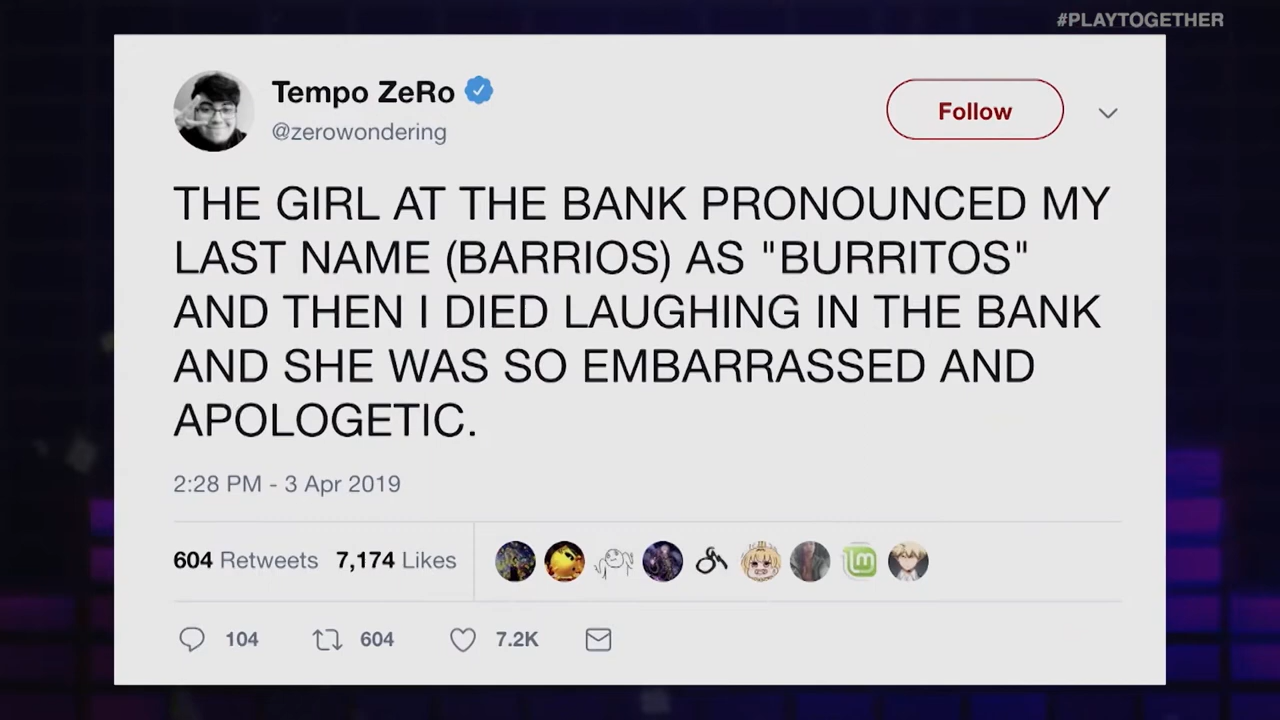 #PLAYTOGETHER
Tempo ZeRo
@zerowondering
Follow
THE GIRL AT THE BANK PRONOUNCED MY
LAST NAME (BARRIOS) AS "BURRITOS"
AND THEN I DIED LAUGHING IN THE BANK
AND SHE WAS SO EMBARRASSED AND
APOLOGETIC.
2:28 PM - 3 Apr 2019
604 Retweets 7,174 Likes
104 604 7.2K